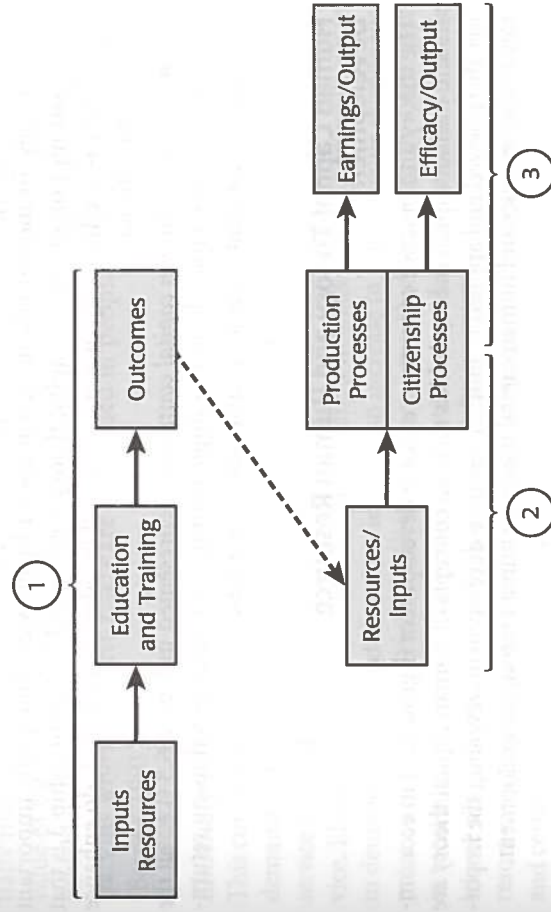 1
Inputs
Resources
Education
and Training
Outcomes
Resources/
Inputs
Production
Processes
Citizenship
Processes
Earnings/Output
Efficacy/Output
2
3